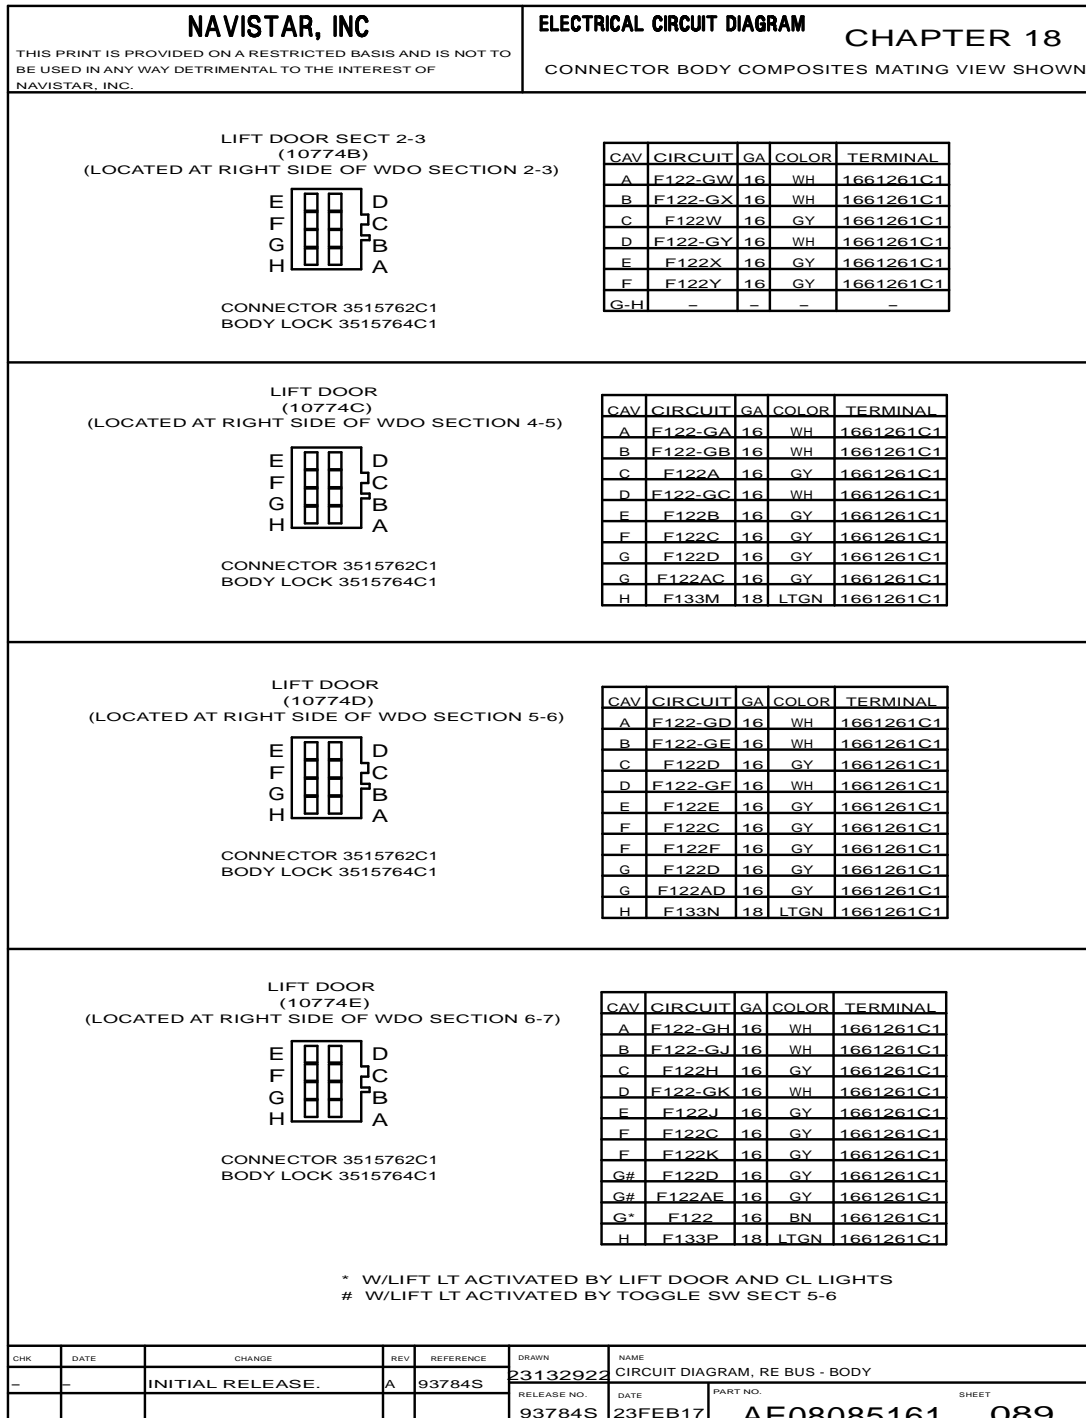 NAVISTAR, INC
THIS PRINT IS PROVIDED ON A RESTRICTED BASIS AND IS NOT TO
BE USED IN ANY WAY DETRIMENTAL TO THE INTEREST OF
NAVISTAR, INC.
ELECTRICAL CIRCUIT DIAGRAM
CHAPTER 18
CONNECTOR BODY COMPOSITES MATING VIEW SHOWN
LIFT DOOR SECT 2-3
(10774B)
(LOCATED AT RIGHT SIDE OF WDO SECTION 2-3)
E D
F C
G B
H A
CONNECTOR 3515762C1
BODY LOCK 3515764C1
CAV CIRCUIT GA COLOR TERMINAL
A F122-GW 16 WH 1661261C1
B F122-GX 16 WH 1661261C1
C F122W 16 GY 1661261C1
D F122-GY 16 WH 1661261C1
E F122X 16 GY 1661261C1
F F122Y 16 GY 1661261C1
G-H – – – –
LIFT DOOR
(10774C)
(LOCATED AT RIGHT SIDE OF WDO SECTION 4-5)
E D
F C
G B
H A
CONNECTOR 3515762C1
BODY LOCK 3515764C1
CAV CIRCUIT GA COLOR TERMINAL
A F122-GA 16 WH 1661261C1
B F122-GB 16 WH 1661261C1
C F122A 16 GY 1661261C1
D F122-GC 16 WH 1661261C1
E F122B 16 GY 1661261C1
F F122C 16 GY 1661261C1
G F122D 16 GY 1661261C1
G F122AC 16 GY 1661261C1
H F133M 18 LTGN 1661261C1
LIFT DOOR
(10774D)
(LOCATED AT RIGHT SIDE OF WDO SECTION 5-6)
E D
F C
G B
H A
CONNECTOR 3515762C1
BODY LOCK 3515764C1
CAV CIRCUIT GA COLOR TERMINAL
A F122-GD 16 WH 1661261C1
B F122-GE 16 WH 1661261C1
C F122D 16 GY 1661261C1
D F122-GF 16 WH 1661261C1
E F122E 16 GY 1661261C1
F F122C 16 GY 1661261C1
F F122F 16 GY 1661261C1
G F122D 16 GY 1661261C1
G F122AD 16 GY 1661261C1
H F133N 18 LTGN 1661261C1
LIFT DOOR
(10774E)
(LOCATED AT RIGHT SIDE OF WDO SECTION 6-7)
E D
F C
G B
H A
CONNECTOR 3515762C1
BODY LOCK 3515764C1
CAV CIRCUIT GA COLOR TERMINAL
A F122-GH 16 WH 1661261C1
B F122-GJ 16 WH 1661261C1
C F122H 16 GY 1661261C1
D F122-GK 16 WH 1661261C1
E F122J 16 GY 1661261C1
F F122C 16 GY 1661261C1
F F122K 16 GY 1661261C1
G# F122D 16 GY 1661261C1
G# F122AE 16 GY 1661261C1
G* F122 16 BN 1661261C1
H F133P 18 LTGN 1661261C1
* W/LIFT LT ACTIVATED BY LIFT DOOR AND CL LIGHTS
# W/LIFT LT ACTIVATED BY TOGGLE SW SECT 5-6
CHK DATE CHANGE REV REFERENCE
– – INITIAL RELEASE. A 93784S
DRAWN
23132922
NAME
CIRCUIT DIAGRAM, RE BUS - BODY
RELEASE NO.
93784S
DATE
23FEB17
PART NO.
AE08085161
SHEET
089